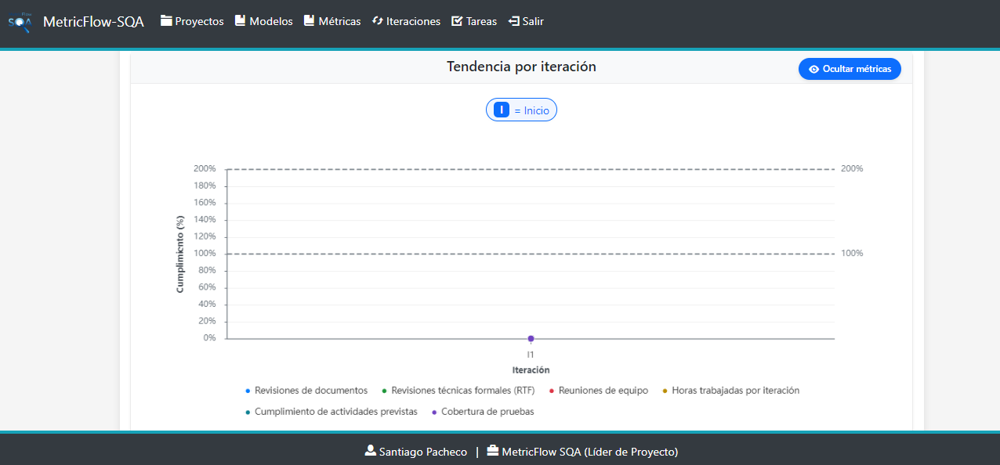 SQA MetricFlow-SQA Proyectos Modelos Métricas Iteraciones Tareas Salir
Tendencia por iteración
Ocultar métricas
I = Inicio
200% 200%
180%
160%
140%
120%
100% 100%
80%
60%
40%
20%
0%
Cumplimiento (%)
I1
Iteración
Revisiones de documentos Revisiones técnicas formales (RTF) Reuniones de equipo Horas trabajadas por iteración
Cumplimiento de actividades previstas Cobertura de pruebas
Santiago Pacheco | MetricFlow SQA (Líder de Proyecto)